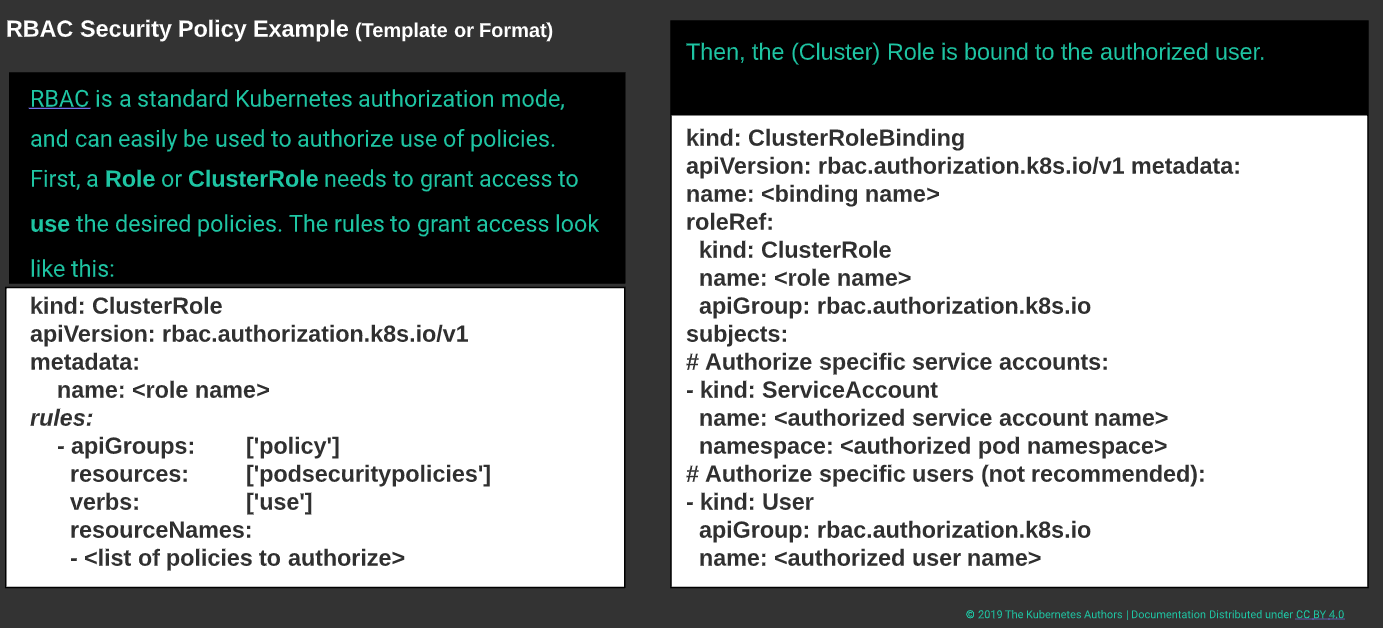 RBAC Security Policy Example (Template or Format)
RBAC is a standard Kubernetes authorization mode,
and can easily be used to authorize use of policies.
First, a Role or ClusterRole needs to grant access to
use the desired policies. The rules to grant access look
like this:
kind: ClusterRole
apiVersion: rbac.authorization.k8s.io/v1
metadata:
name: <role name>
rules:
- apiGroups: ['policy']
resources: ['podsecuritypolicies']
verbs: ['use']
resourceNames:
- <list of policies to authorize>
Then, the (Cluster) Role is bound to the authorized user.
kind: ClusterRoleBinding
apiVersion: rbac.authorization.k8s.io/v1 metadata:
name: <binding name>
roleRef:
kind: ClusterRole
name: <role name>
apiGroup: rbac.authorization.k8s.io
subjects:
# Authorize specific service accounts:
- kind: ServiceAccount
name: <authorized service account name>
namespace: <authorized pod namespace>
# Authorize specific users (not recommended):
- kind: User
apiGroup: rbac.authorization.k8s.io
name: <authorized user name>
© 2019 The Kubernetes Authors | Documentation Distributed under CC BY 4.0